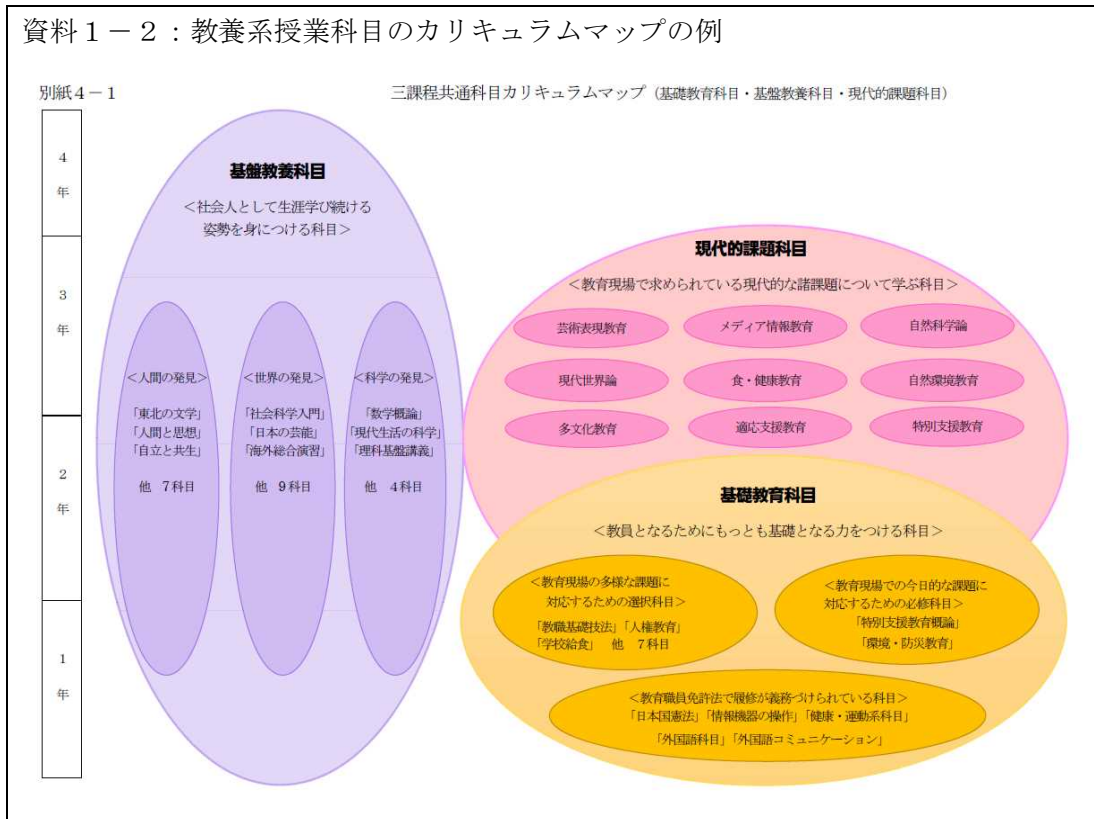 資料1-2：教養系授業科目のカリキュラムマップの例
別紙4-1
三課程共通科目カリキュラムマップ（基礎教育科目・基盤教養科目・現代的課題科目）
4
年
3
年
2
年
1
年
基盤教養科目
＜社会人として生涯学び続ける
姿勢を身につける科目＞
＜人間の発見＞
「東北の文学」
「人間と思想」
「自立と共生」
他 7科目
＜世界の発見＞
「社会科学入門」
「日本の芸能」
「海外総合演習」
他 9科目
＜科学の発見＞
「数学概論」
「現代生活の科学」
「理科基盤講義」
他 4科目
現代的課題科目
＜教育現場で求められている現代的な諸課題について学ぶ科目＞
芸術表現教育
メディア情報教育
自然科学論
現代世界論
食・健康教育
自然環境教育
多文化教育
適応支援教育
特別支援教育
基礎教育科目
＜教員となるためにもっとも基礎となる力をつける科目＞
＜教育現場の多様な課題に
対応するための選択科目＞
「教職基礎技法」「人権教育」
「学校給食」 他 7科目
＜教育現場での今日的な課題に
対応するための必修科目＞
「特別支援教育概論」
「環境・防災教育」
＜教育職員免許法で履修が義務づけられている科目＞
「日本国憲法」「情報機器の操作」「健康・運動系科目」
「外国語科目」「外国語コミュニケーション」